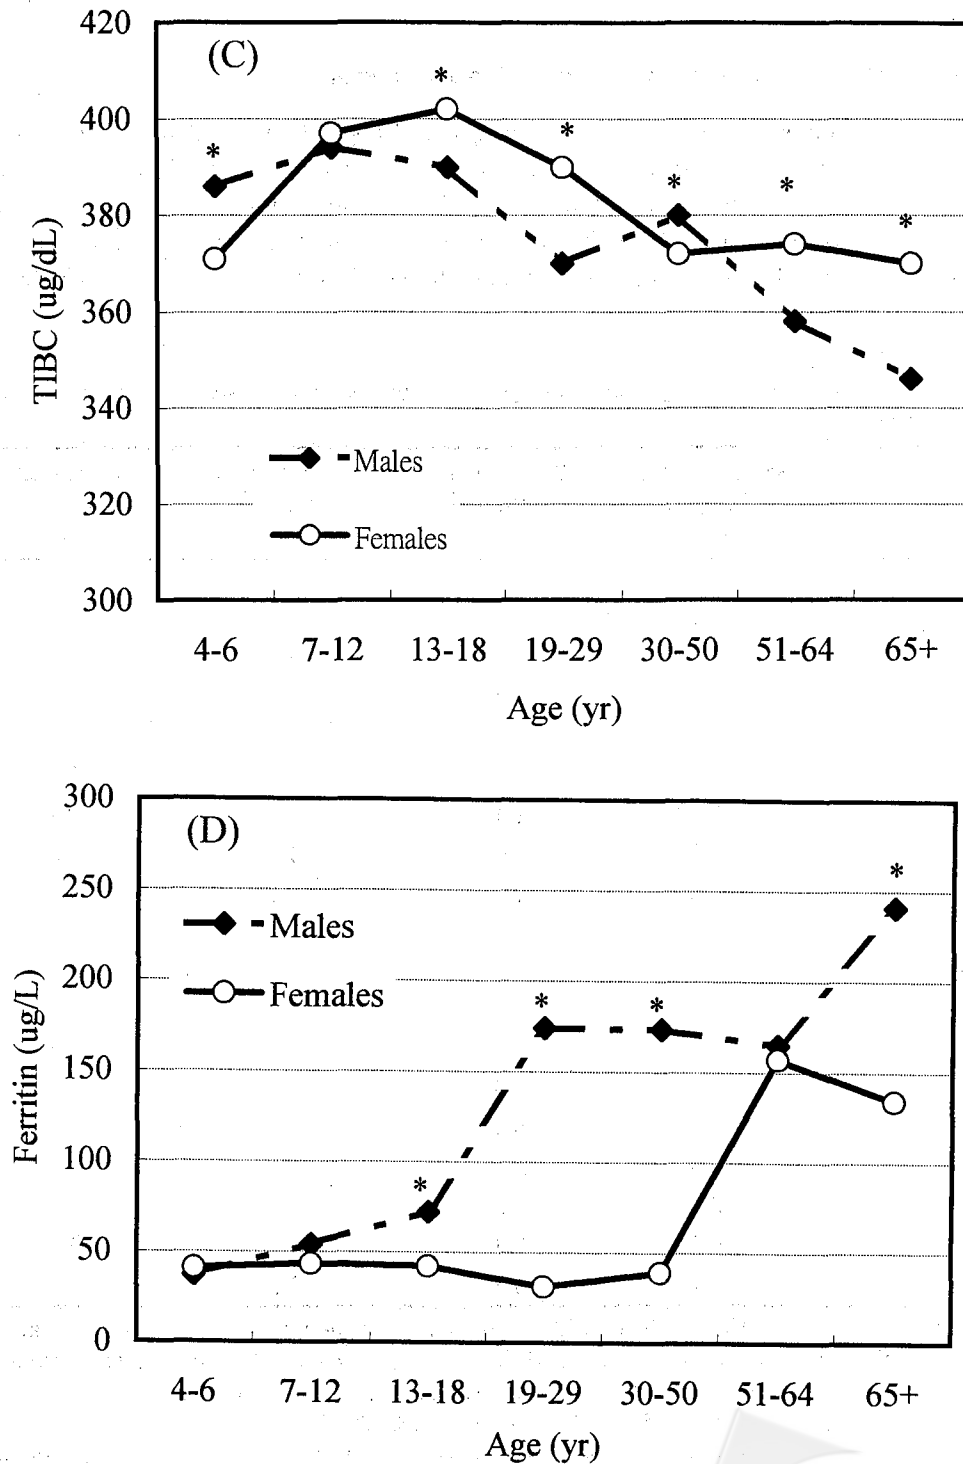 (C)
420
400
380
360
340
320
300
TIBC (ug/dL)
*
*
*
*
*
*
Males
Females
4-6 7-12 13-18 19-29 30-50 51-64 65+
Age (yr)
(D)
300
250
200
150
100
50
0
Ferritin (ug/L)
*
*
*
*
Males
Females
4-6 7-12 13-18 19-29 30-50 51-64 65+
Age (yr)